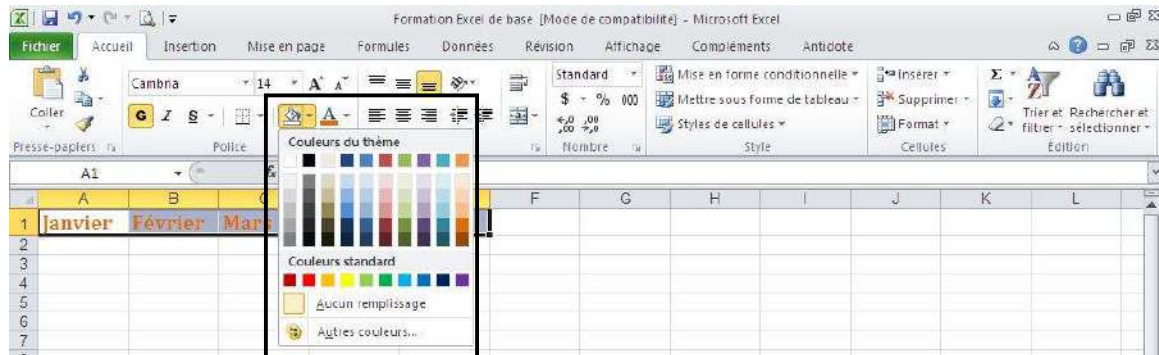 Formation Excel de base [Mode de compatibilité] - Microsoft Excel
Fichier Accueil Insertion Mise en page Formules Données Révision Affichage Compléments Antidote
Coller
Cambria 14 A A
G I S A
Standard
$ % 000
Mise en forme conditionnelle
Mettre sous forme de tableau
Styles de cellules
Insérer
Supprimer
Format
Σ
Trier et filtrer
Rechercher et sélectionner
Presse-papiers Police Nombre Style Cellules Édition
A1
A B C F G H I J K L
1 Janvier Février Mars
2
3
4
5
6
7
Couleurs du thème
Couleurs standard
Aucun remplissage
Autres couleurs...